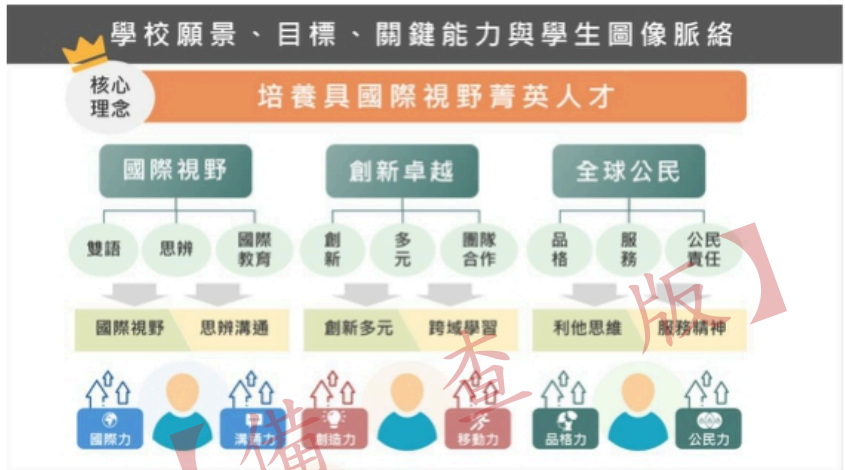 學校願景、目標、關鍵能力與學生圖像脈絡
核心
理念
培養具國際視野菁英人才
國際視野
創新卓越
全球公民
雙語
思辨
國際
教育
創
新
多
元
團隊
合作
品
格
服
務
公民
責任
國際視野
思辨溝通
創新多元
跨域學習
利他思維
服務精神
國際力
溝通力
創造力
移動力
品格力
公民力
【備查版】